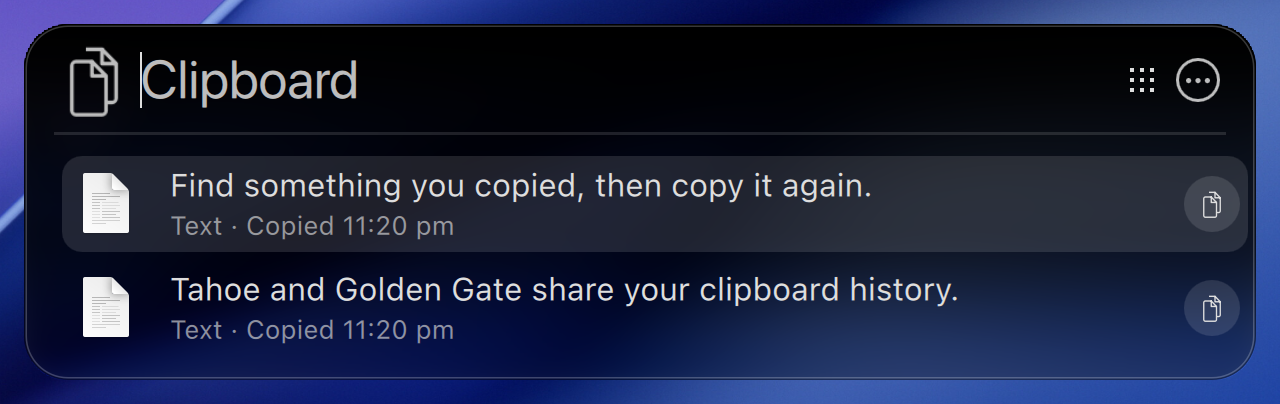 Clipboard
Find something you copied, then copy it again.
Text · Copied 11:20 pm
Tahoe and Golden Gate share your clipboard history.
Text · Copied 11:20 pm